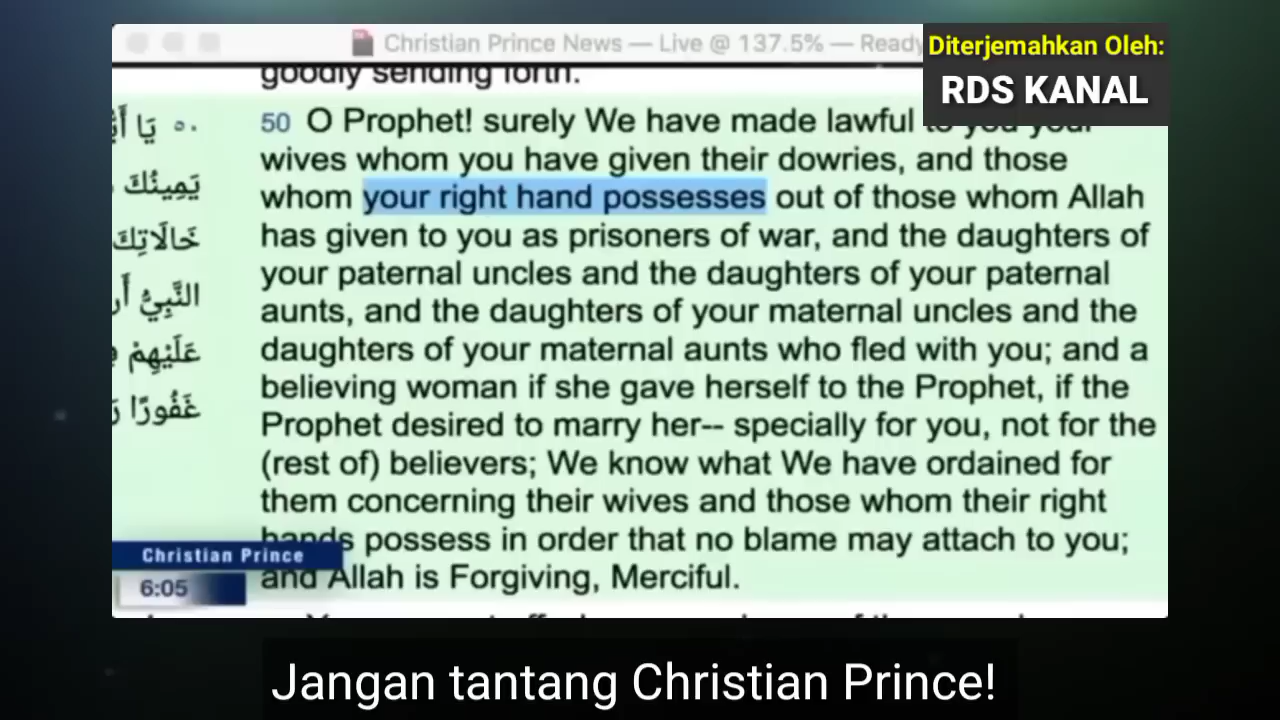 Christian Prince News — Live @ 137.5% — Ready
Diterjemahkan Oleh:
RDS KANAL
goodly sending forth.
50 O Prophet! surely We have made lawful to you your
wives whom you have given their dowries, and those
whom your right hand possesses out of those whom Allah
has given to you as prisoners of war, and the daughters of
your paternal uncles and the daughters of your paternal
aunts, and the daughters of your maternal uncles and the
daughters of your maternal aunts who fled with you; and a
believing woman if she gave herself to the Prophet, if the
Prophet desired to marry her-- specially for you, not for the
(rest of) believers; We know what We have ordained for
them concerning their wives and those whom their right
hands possess in order that no blame may attach to you;
and Allah is Forgiving, Merciful.
٥٠ يَا
يَمِينُكَ
خَالَاتِكَ
النَّبِيُّ
عَلَيْهِمْ
غَفُورًا
Christian Prince
6:05
Jangan tantang Christian Prince!